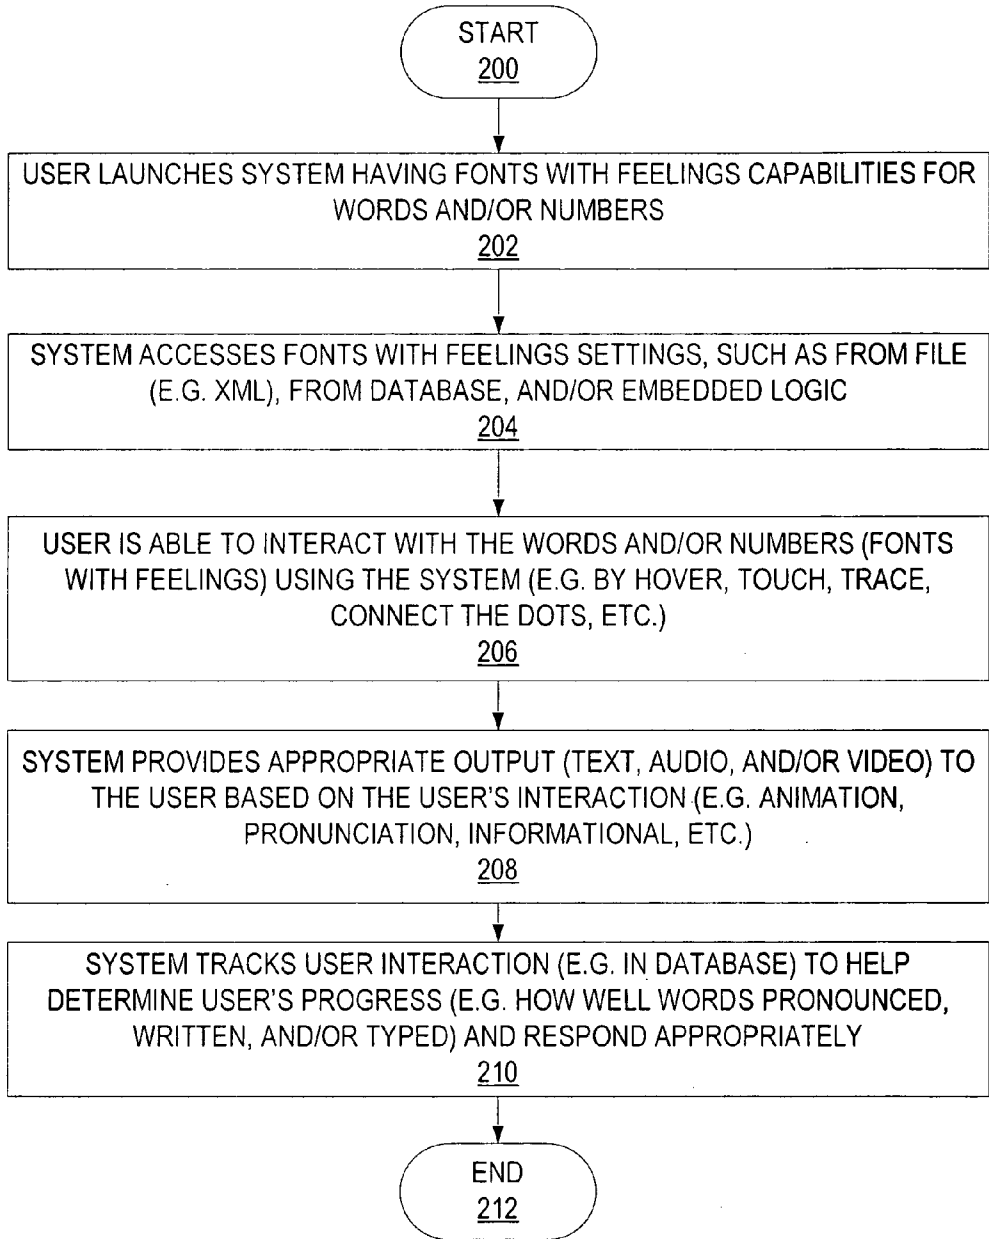 START
200
USER LAUNCHES SYSTEM HAVING FONTS WITH FEELINGS CAPABILITIES FOR
WORDS AND/OR NUMBERS
202
SYSTEM ACCESSES FONTS WITH FEELINGS SETTINGS, SUCH AS FROM FILE
(E.G. XML), FROM DATABASE, AND/OR EMBEDDED LOGIC
204
USER IS ABLE TO INTERACT WITH THE WORDS AND/OR NUMBERS (FONTS
WITH FEELINGS) USING THE SYSTEM (E.G. BY HOVER, TOUCH, TRACE,
CONNECT THE DOTS, ETC.)
206
SYSTEM PROVIDES APPROPRIATE OUTPUT (TEXT, AUDIO, AND/OR VIDEO) TO
THE USER BASED ON THE USER'S INTERACTION (E.G. ANIMATION,
PRONUNCIATION, INFORMATIONAL, ETC.)
208
SYSTEM TRACKS USER INTERACTION (E.G. IN DATABASE) TO HELP
DETERMINE USER'S PROGRESS (E.G. HOW WELL WORDS PRONOUNCED,
WRITTEN, AND/OR TYPED) AND RESPOND APPROPRIATELY
210
END
212